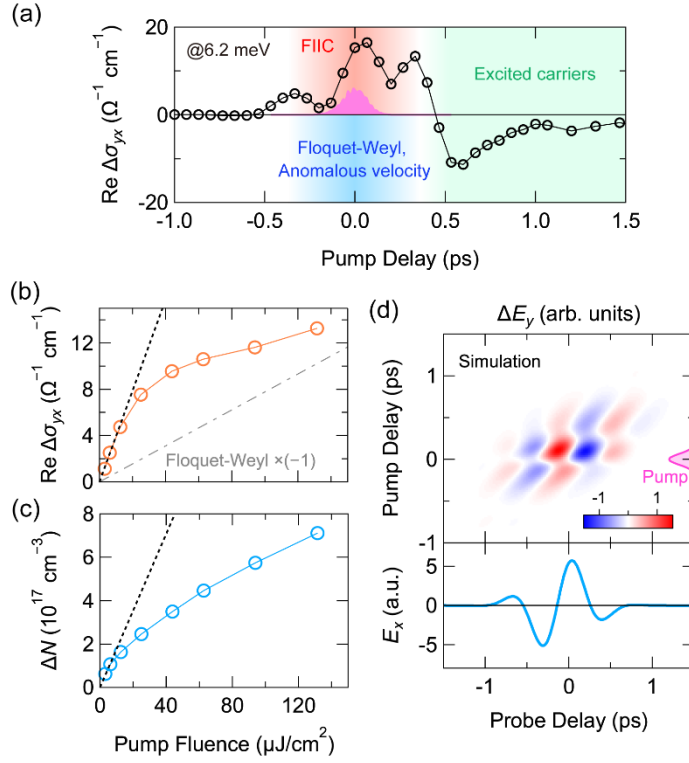 (a)
@6.2 meV
FIIC
Excited carriers
Floquet-Weyl,
Anomalous velocity
Re Δσyx (Ω⁻¹ cm⁻¹)
20
0
-20
-1.0 -0.5 0.0 0.5 1.0 1.5
Pump Delay (ps)
(b)
Re Δσyx (Ω⁻¹ cm⁻¹)
12
8
4
0
Floquet-Weyl ×(−1)
(c)
ΔN (10¹⁷ cm⁻³)
8
6
4
2
0
0 40 80 120
Pump Fluence (μJ/cm²)
(d)
ΔEy (arb. units)
Simulation
Pump Delay (ps)
1
0
-1
Pump
-1 1
Ex (a.u.)
5
0
-5
-1 0 1
Probe Delay (ps)